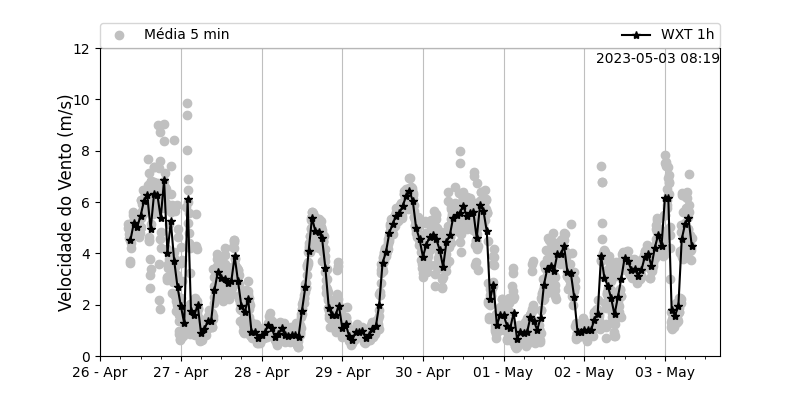 Média 5 min
WXT 1h
2023-05-03 08:19
Velocidade do Vento (m/s)
12
10
8
6
4
2
0
26 - Apr
27 - Apr
28 - Apr
29 - Apr
30 - Apr
01 - May
02 - May
03 - May